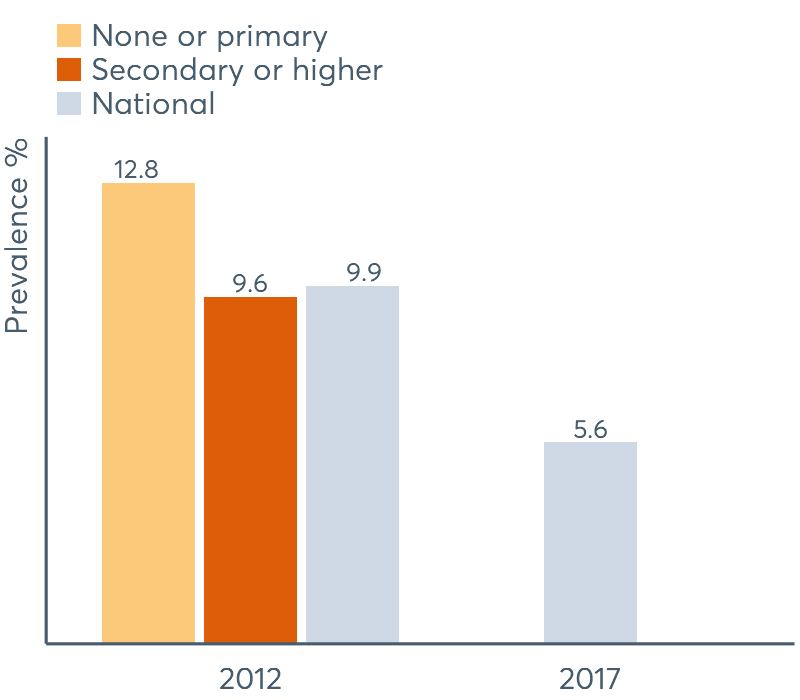 None or primary
Secondary or higher
National
Prevalence %
12.8
9.6
9.9
5.6
2012
2017